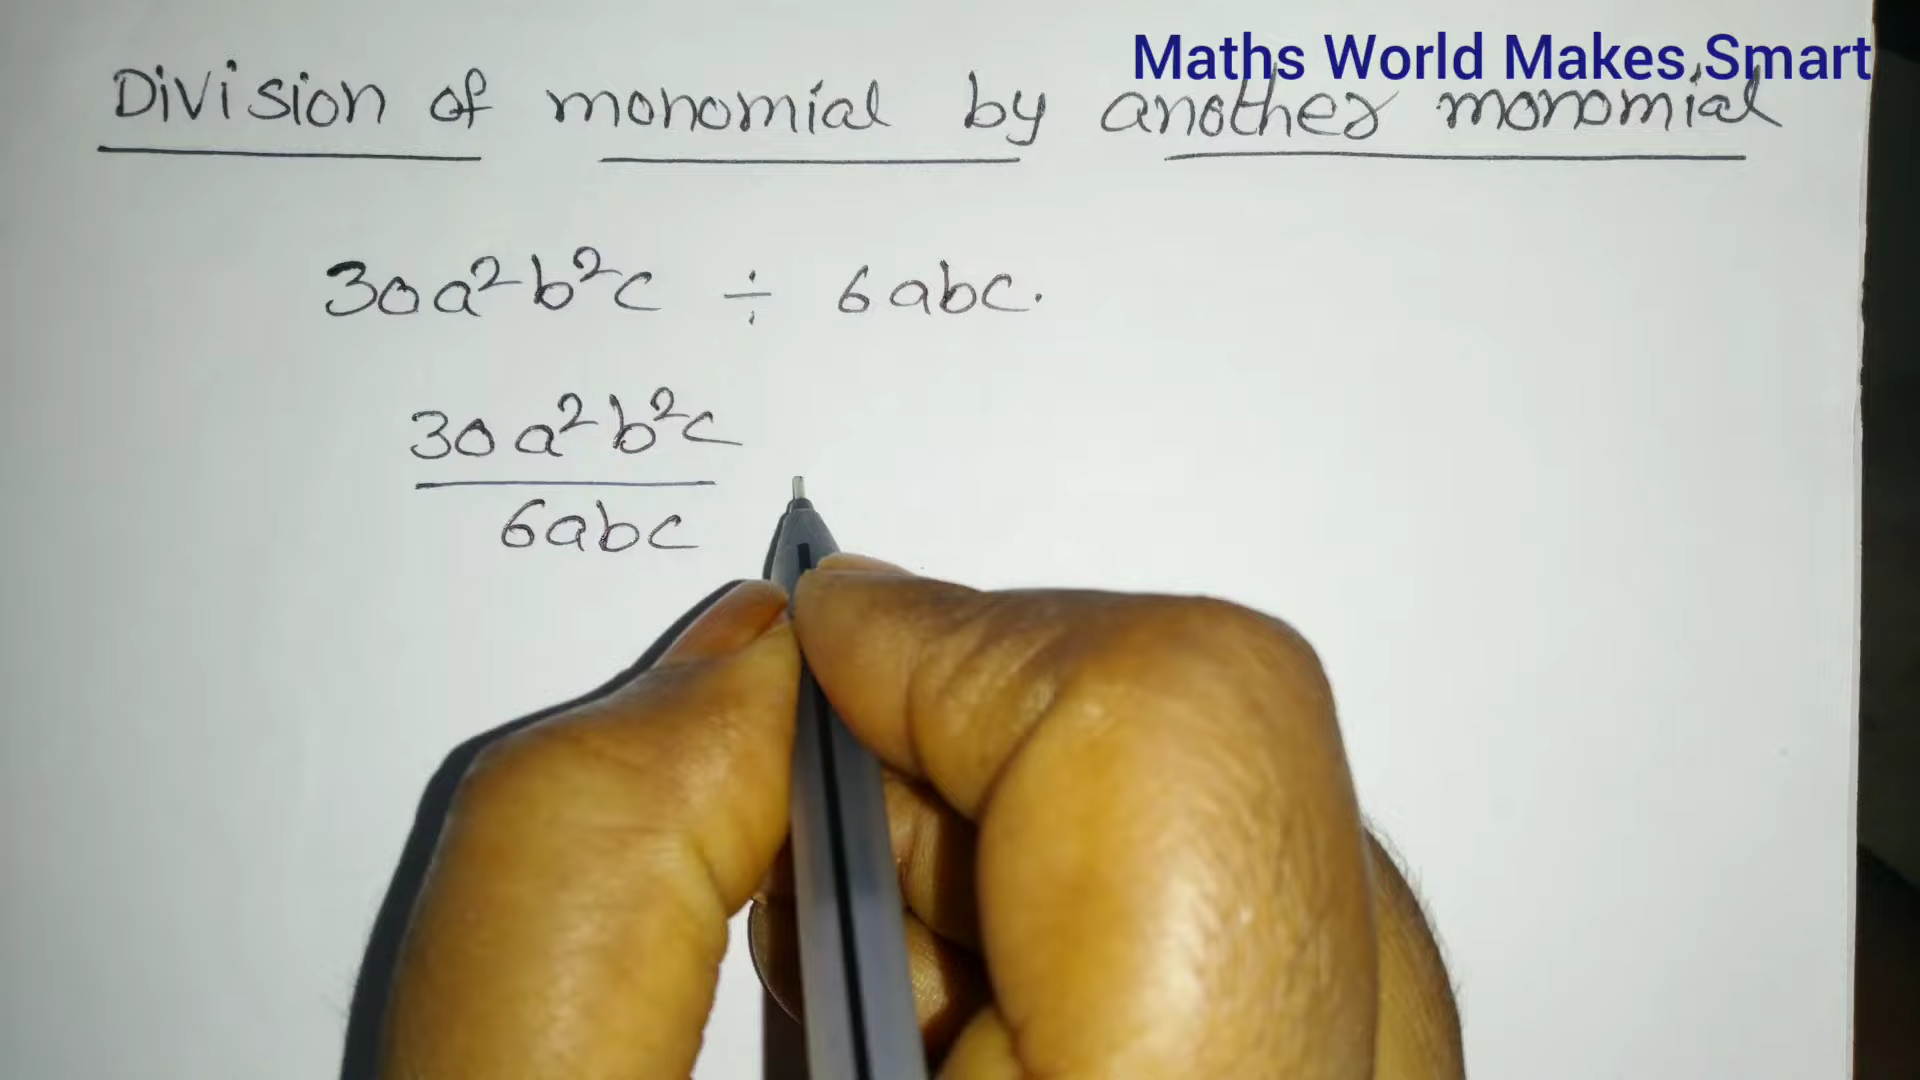 Maths World Makes Smart
Division of monomial by another monomial
30a²b²c ÷ 6abc.
30a²b²c
6abc